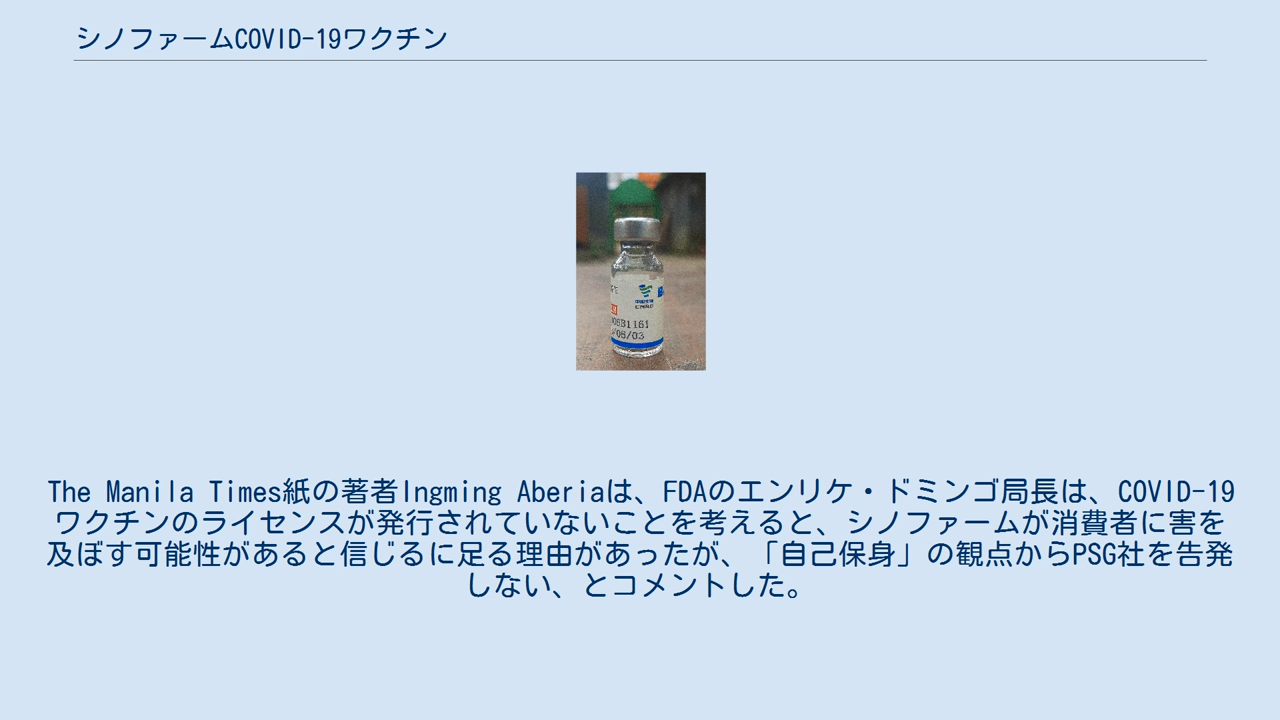 シノファームCOVID-19ワクチン
CNBG
06B1161
/06/03
The Manila Times紙の著者Ingming Aberiaは、FDAのエンリケ・ドミンゴ局長は、COVID-19
ワクチンのライセンスが発行されていないことを考えると、シノファームが消費者に害を
及ぼす可能性があると信じるに足る理由があったが、「自己保身」の観点からPSG社を告発
しない、とコメントした。